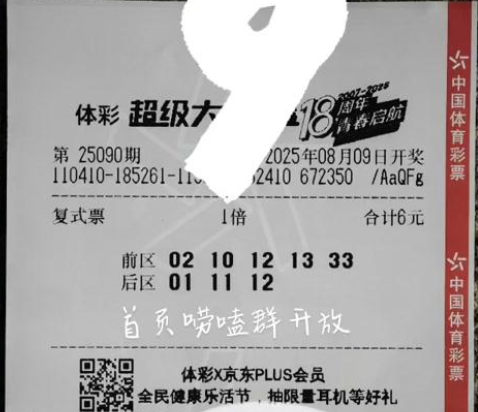 9
体彩 超级大
18周年
2007-2025
青春启航
第 25090期
2025年08月09日开奖
110410-185261-11
2410 672350 /AaQFg
复式票 1倍 合计6元
前区 02 10 12 13 33
后区 01 11 12
首页唠嗑群开放
体彩X京东PLUS会员
全民健康乐活节，抽限量耳机等好礼
中国体育彩票
中国体育彩票